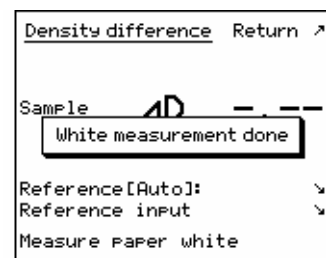 Density difference Return ↗
Sample ΔD -.--
White measurement done
Reference[Auto]: ↘
Reference input ↘
Measure paper white